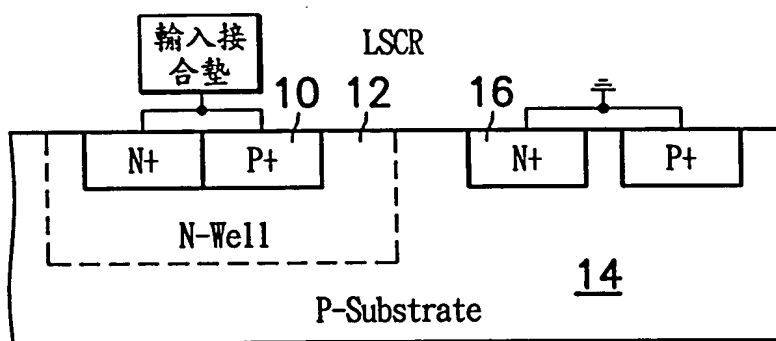 輸入接
合墊
LSCR
10
12
16
N+
P+
N+
P+
N-Well
14
P-Substrate